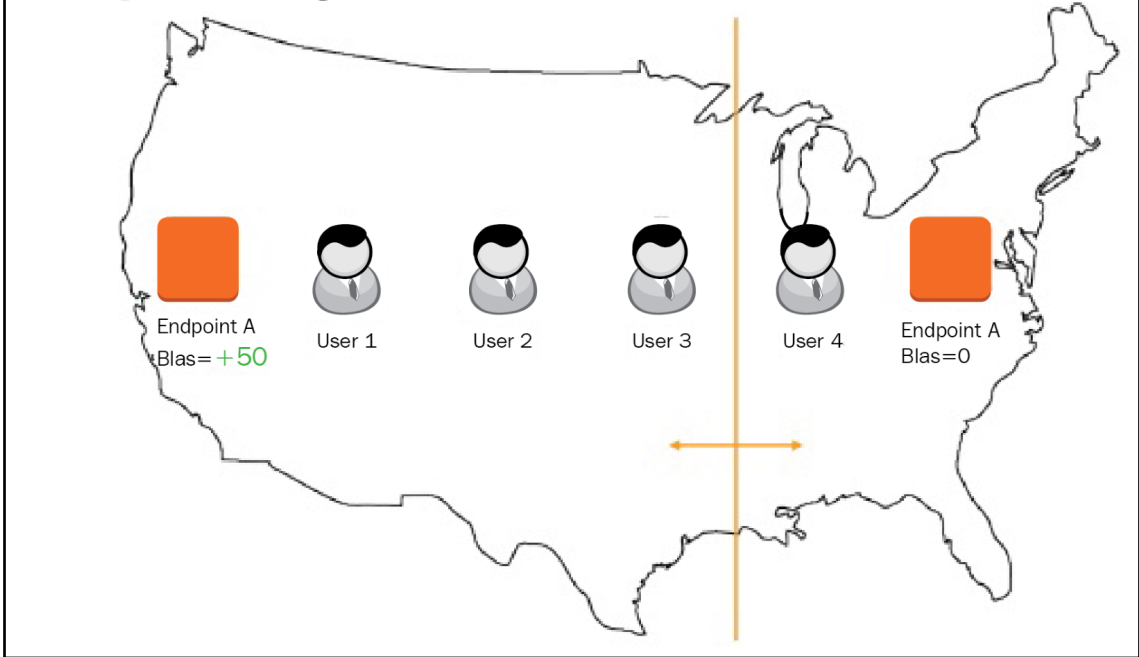 Endpoint A
Blas= +50
User 1
User 2
User 3
User 4
Endpoint A
Blas=0